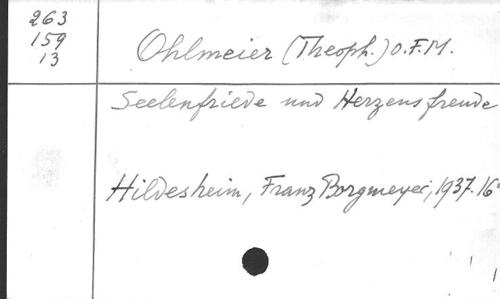 263
159
13
Ohlmeier (Theoph.) O.F.M.
Seelenfriede und Herzensfreude
Hildesheim, Franz Borgmeyer, 1937. 16°